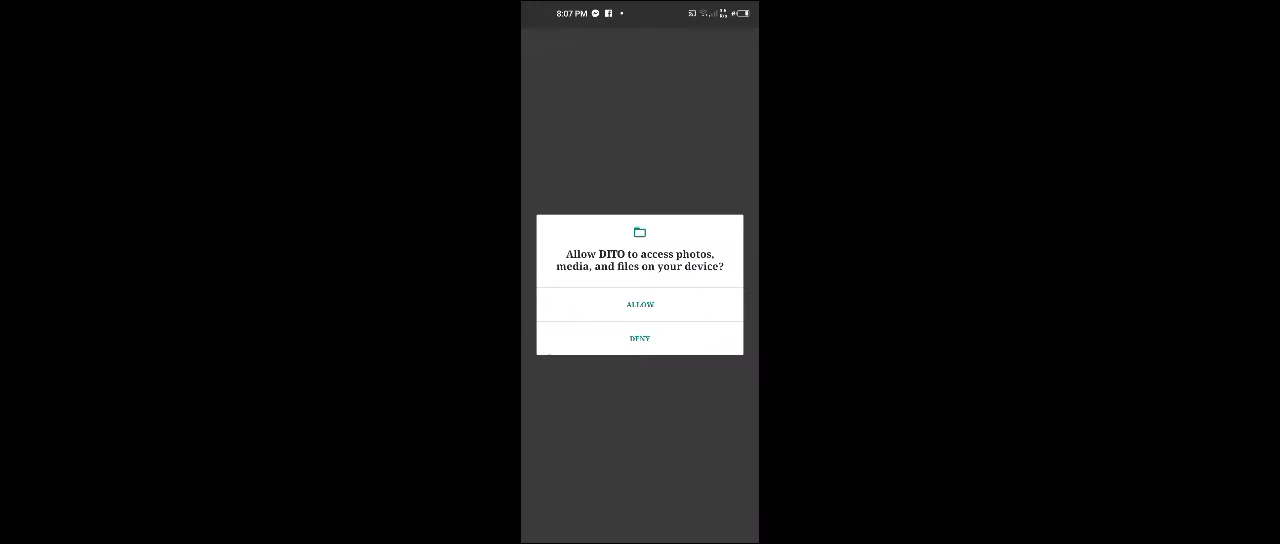 8:07 PM
Allow DITO to access photos,
media, and files on your device?
ALLOW
DENY